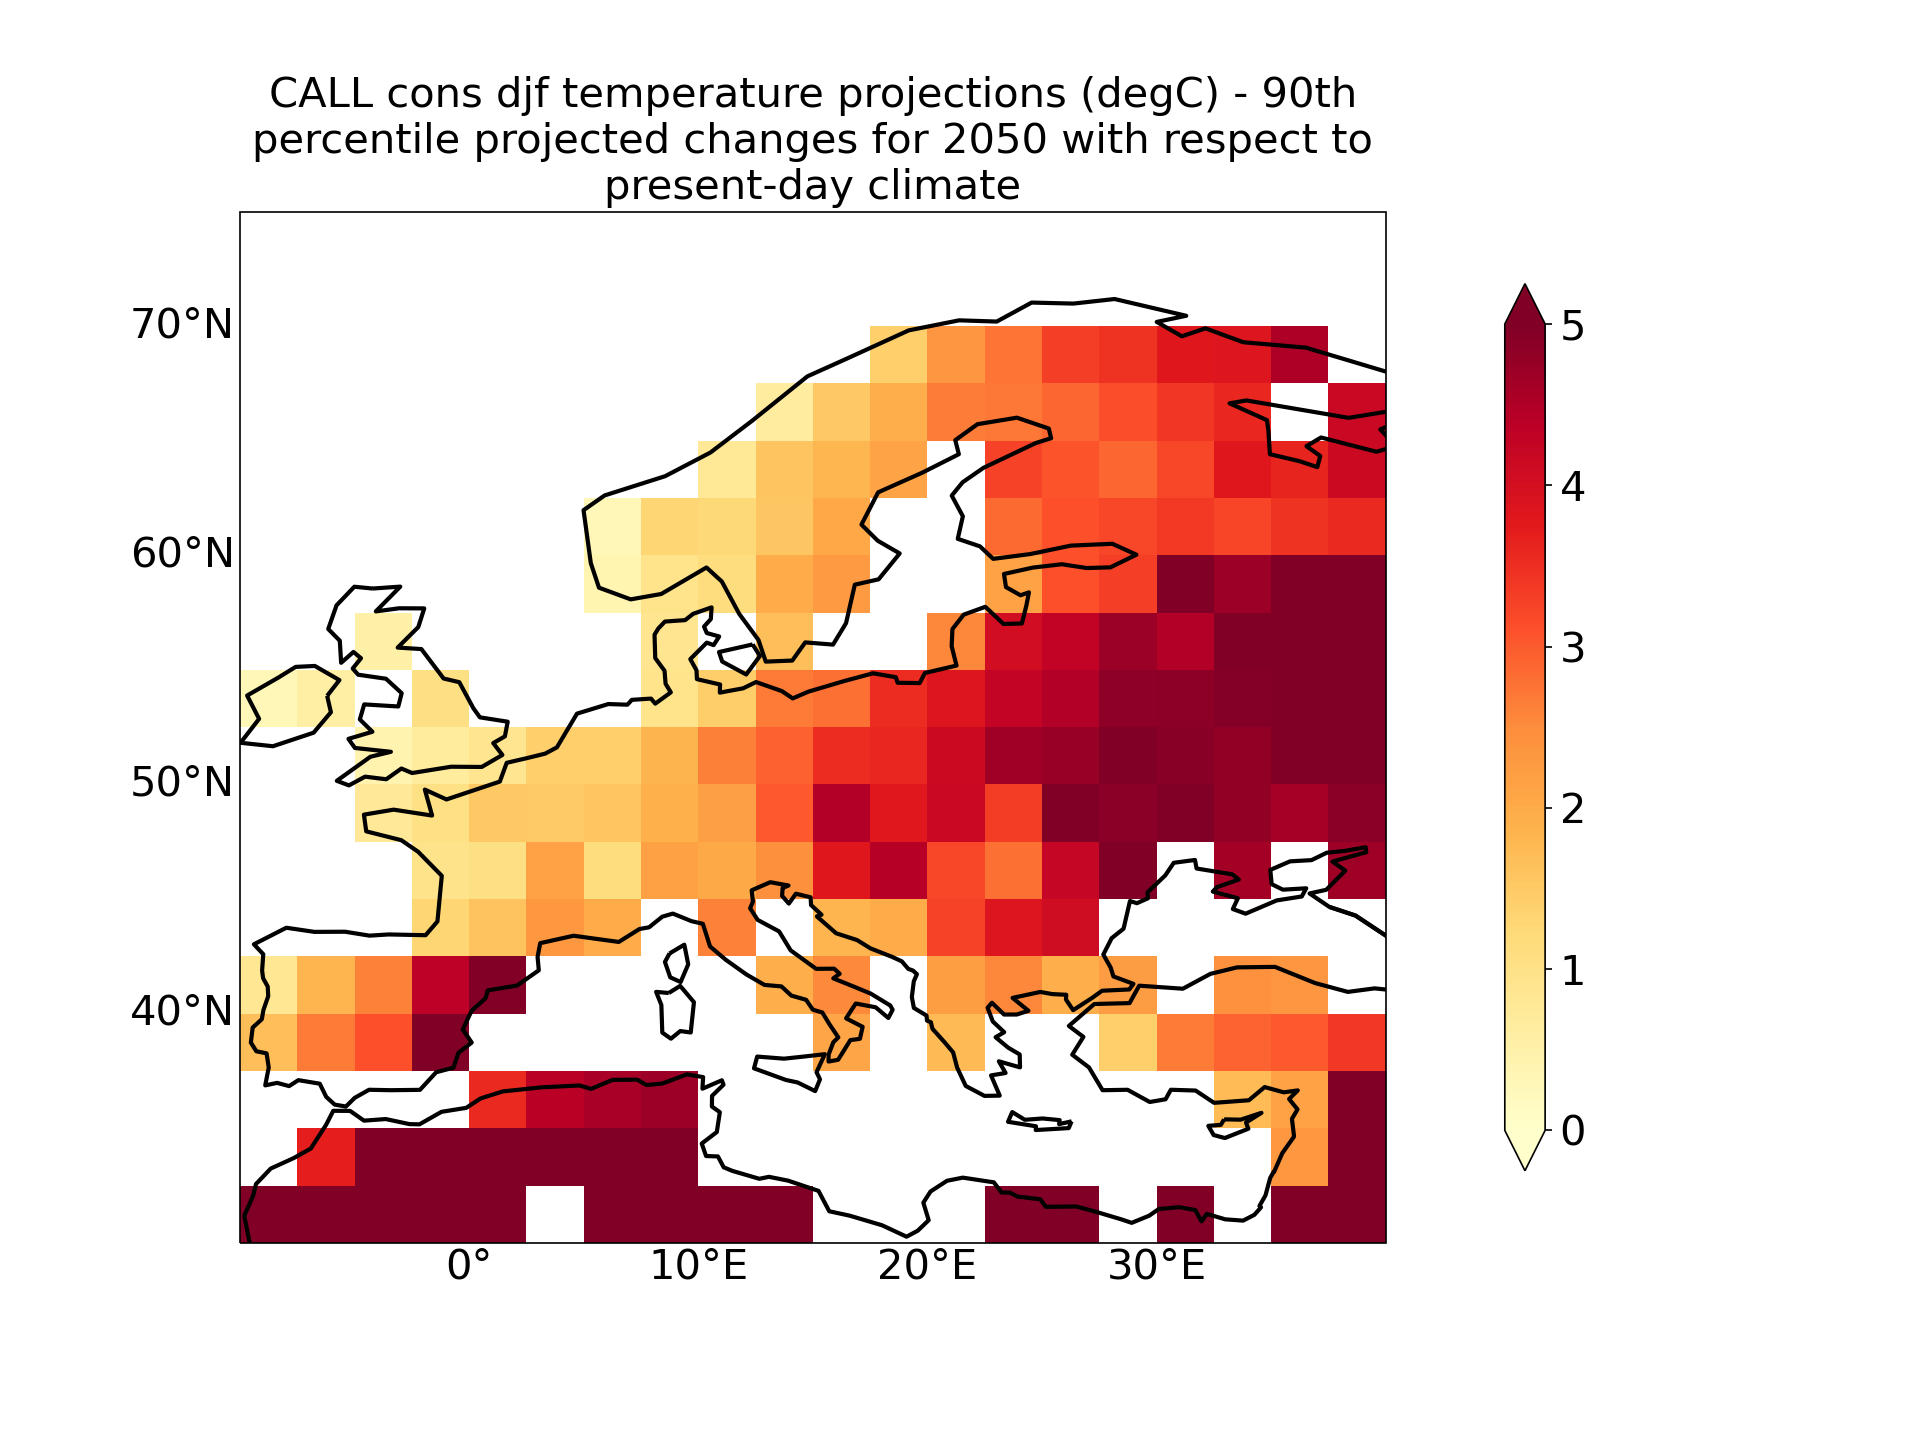 CALL cons djf temperature projections (degC) - 90th
percentile projected changes for 2050 with respect to
present-day climate
70°N
60°N
50°N
40°N
0°
10°E
20°E
30°E
5
4
3
2
1
0